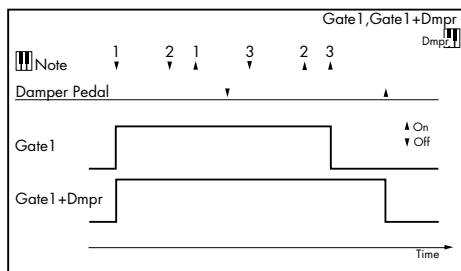 Gate1,Gate1+Dmpr
Dmpr
1 2 1 3 2 3
Note
Damper Pedal
On
Off
Gate1
Gate1+Dmpr
Time